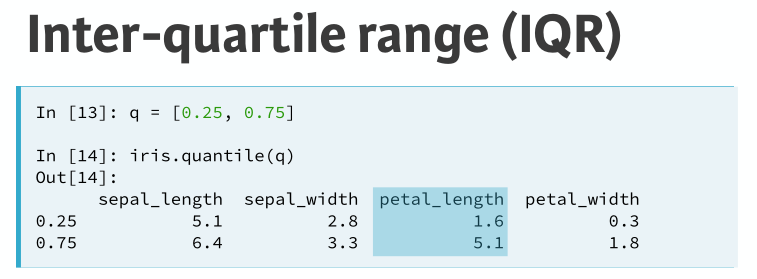 Inter-quartile range (IQR)
In [13]: q = [0.25, 0.75]
In [14]: iris.quantile(q)
Out[14]:
sepal_length sepal_width petal_length petal_width
0.25 5.1 2.8 1.6 0.3
0.75 6.4 3.3 5.1 1.8